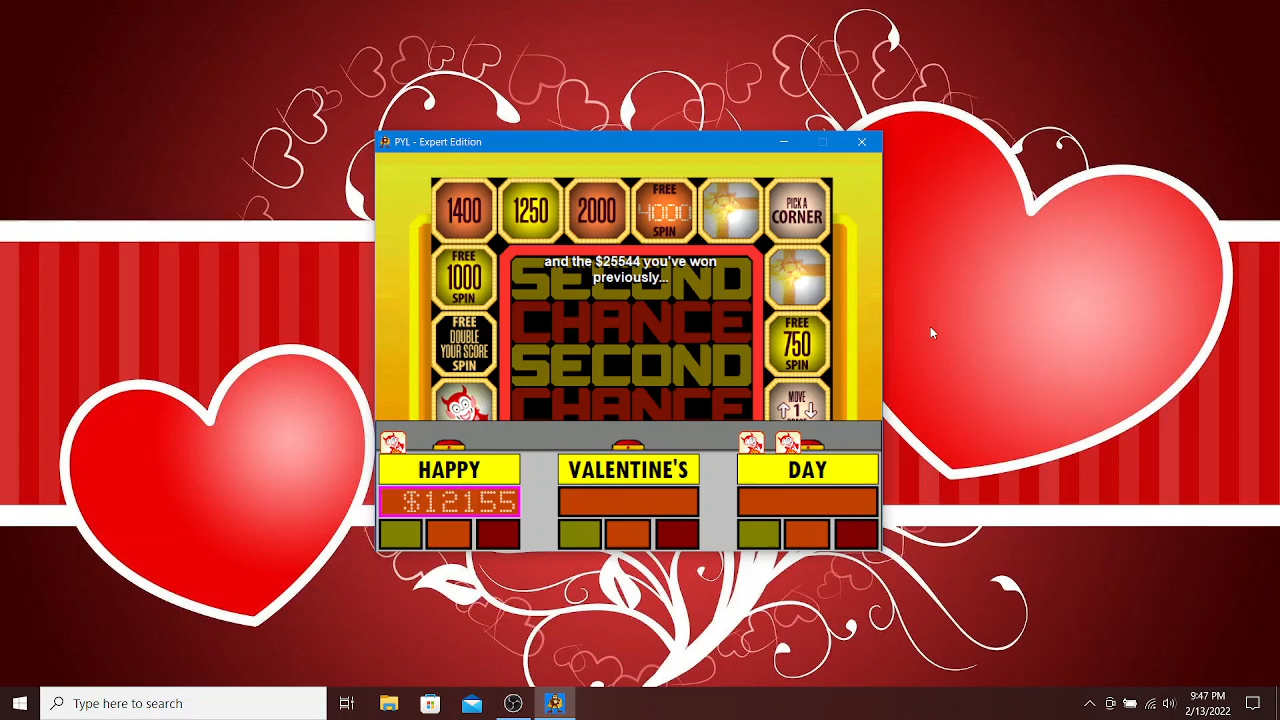 PYL - Expert Edition
1400
1250
2000
FREE
4000
SPIN
PICK A
CORNER
FREE
1000
SPIN
and the $25544 you've won
previously...
SECOND
CHANCE
SECOND
CHANCE
FREE
DOUBLE
YOUR SCORE
SPIN
FREE
750
SPIN
MOVE
1
HAPPY
VALENTINE'S
DAY
$12155
Type here to search
9:47 PM
2/13/2022